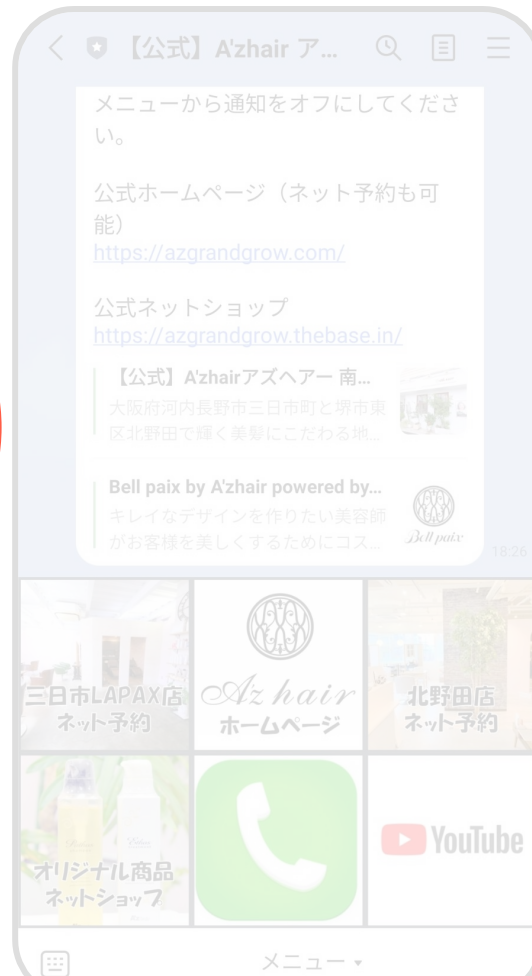 【公式】A'zhair ア...
メニューから通知をオフにしてくださ
い。
公式ホームページ（ネット予約も可
能）
https://azgrandgrow.com/
公式ネットショップ
https://azgrandgrow.thebase.in/
【公式】A'zhairアズヘアー 南...
大阪府河内長野市三日市町と堺市東
区北野田で輝く美髪にこだわる地...
Bell paix by A'zhair powered by...
キレイなデザインを作りたい美容師
がお客様を美しくするためにコス...
Bell paix
18:26
三日市LAPAX店
ネット予約
Az hair
ホームページ
北野田店
ネット予約
オリジナル商品
ネットショップ
YouTube
メニュー